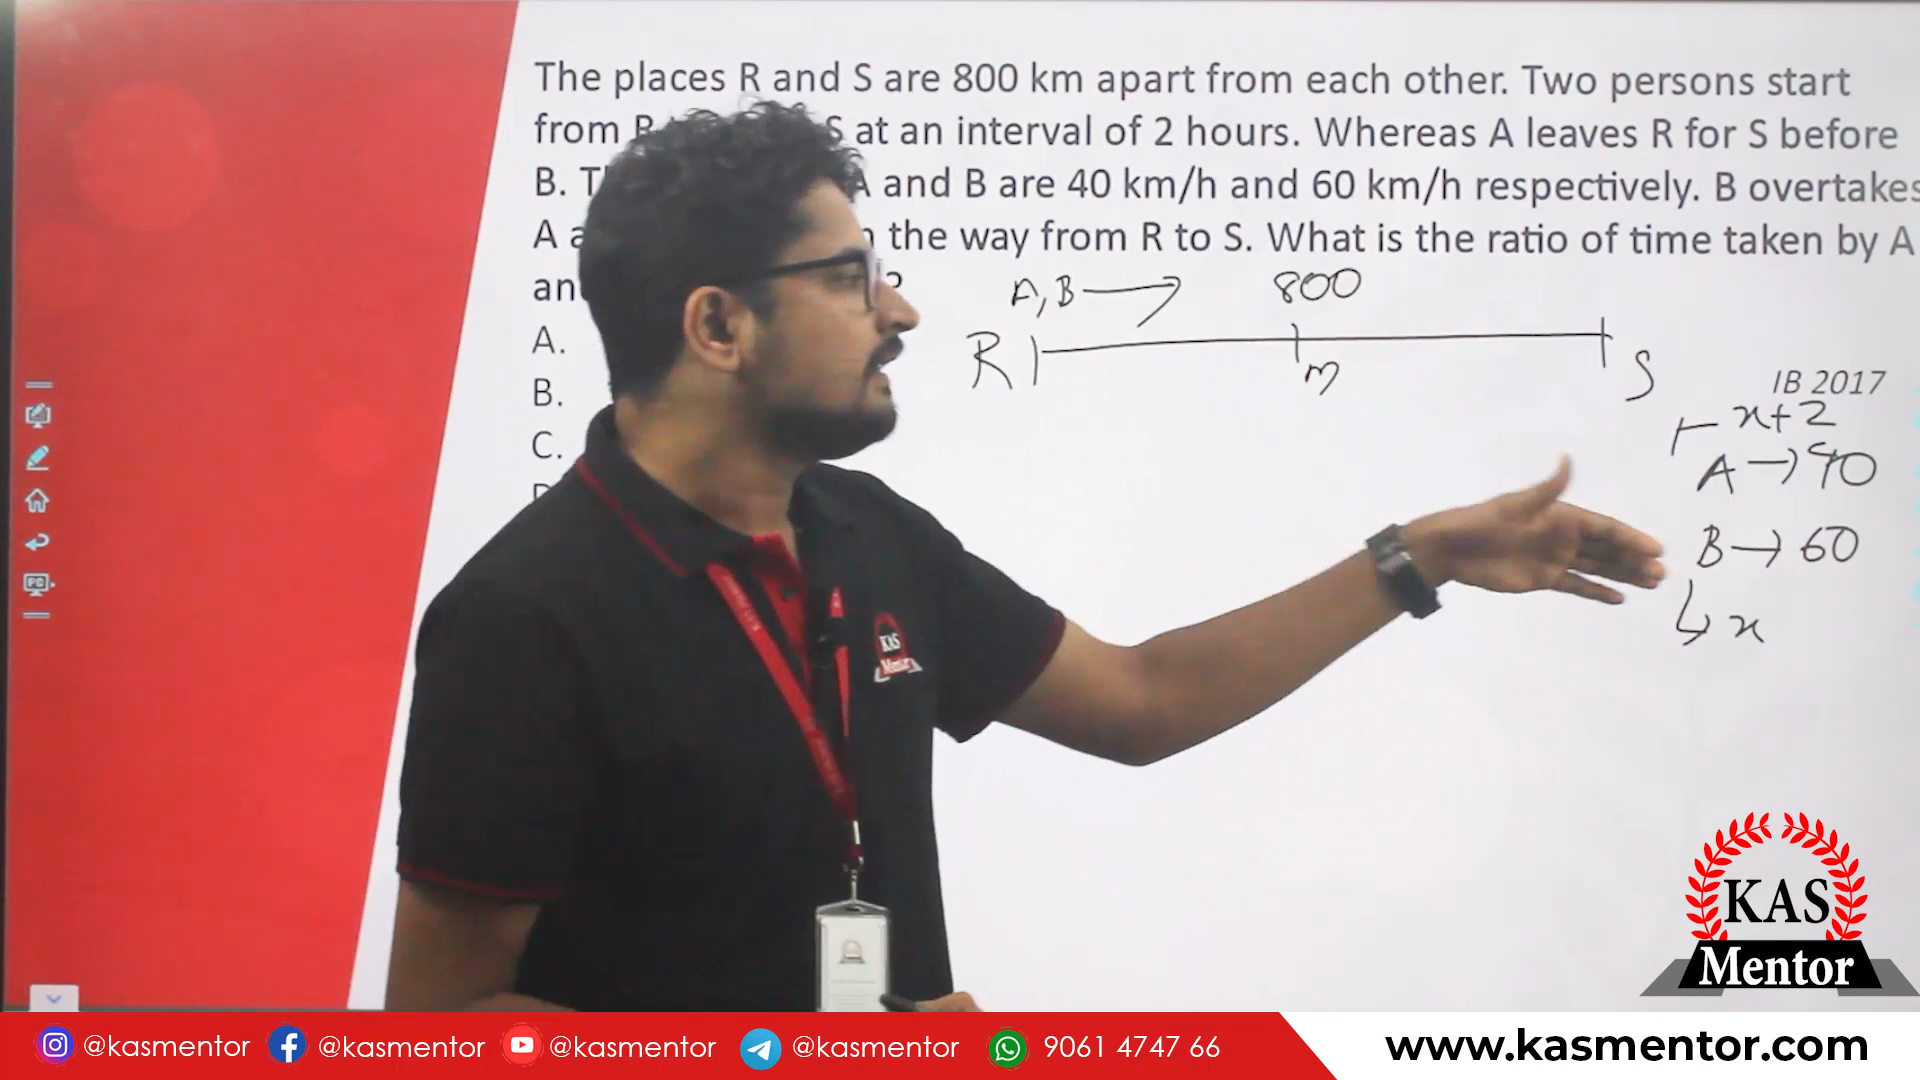 The places R and S are 800 km apart from each other. Two persons start
from R S at an interval of 2 hours. Whereas A leaves R for S before
B. A and B are 40 km/h and 60 km/h respectively. B overtakes
A the way from R to S. What is the ratio of time taken by A
?
A, B → 800
R M S
A.
B.
C.
IB 2017
x+2
A → 40
B → 60
↳ x
PC
KAS
Mentor
KAS
Mentor
@kasmentor @kasmentor @kasmentor @kasmentor 9061 4747 66
www.kasmentor.com